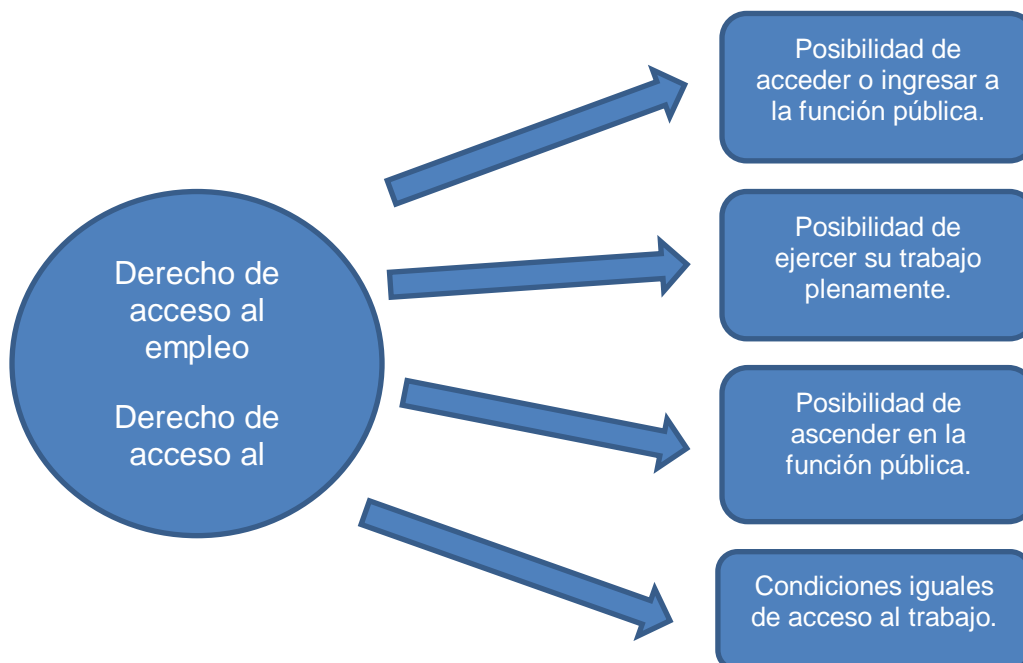 Derecho de
acceso al
empleo
Derecho de
acceso al
Posibilidad de
acceder o ingresar a
la función pública.
Posibilidad de
ejercer su trabajo
plenamente.
Posibilidad de
ascender en la
función pública.
Condiciones iguales
de acceso al trabajo.